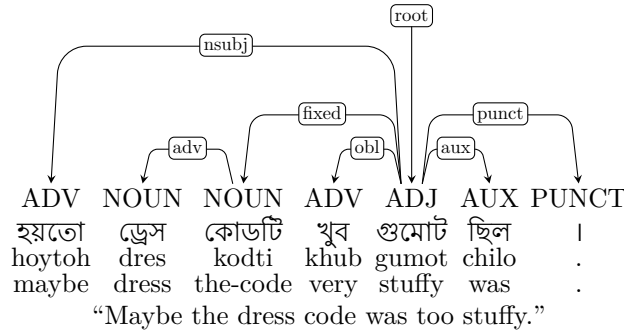 root
nsubj
fixed punct
adv obl aux
ADV NOUN NOUN ADV ADJ AUX PUNCT
হয়তো ড্রেস কোডটি খুব গুমোট ছিল ।
hoytoh dres kodti khub gumot chilo .
maybe dress the-code very stuffy was .
“Maybe the dress code was too stuffy.”